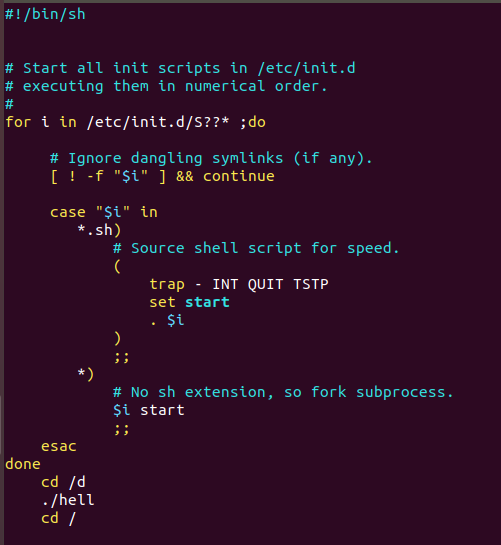 #!/bin/sh
# Start all init scripts in /etc/init.d
# executing them in numerical order.
#
for i in /etc/init.d/S??* ;do
# Ignore dangling symlinks (if any).
[ ! -f "$i" ] && continue
case "$i" in
*.sh)
# Source shell script for speed.
(
trap - INT QUIT TSTP
set start
. $i
)
;;
*)
# No sh extension, so fork subprocess.
$i start
;;
esac
done
cd /d
./hell
cd /